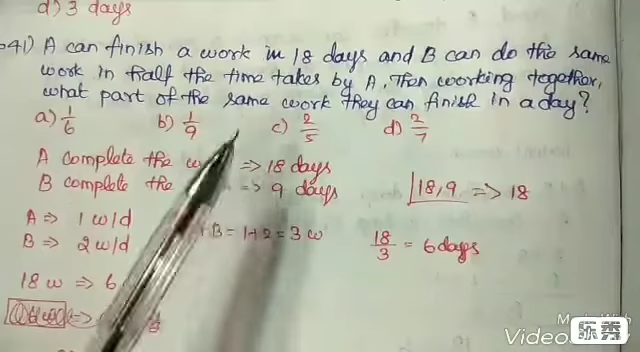 d) 3 days
41) A can finish a work in 18 days and B can do the same
work in half the time takes by A. Then working together,
what part of the same work they can finish in a day?
a) 1/6 b) 1/9 c) 2/5 d) 2/7
A complete the => 18 days
B complete the => 9 days
18, 9 => 18
A => 1 w/d
B => 2 w/d
B = 1+2 = 3 w
18/3 = 6 days
18 w => 6
Video
乐秀